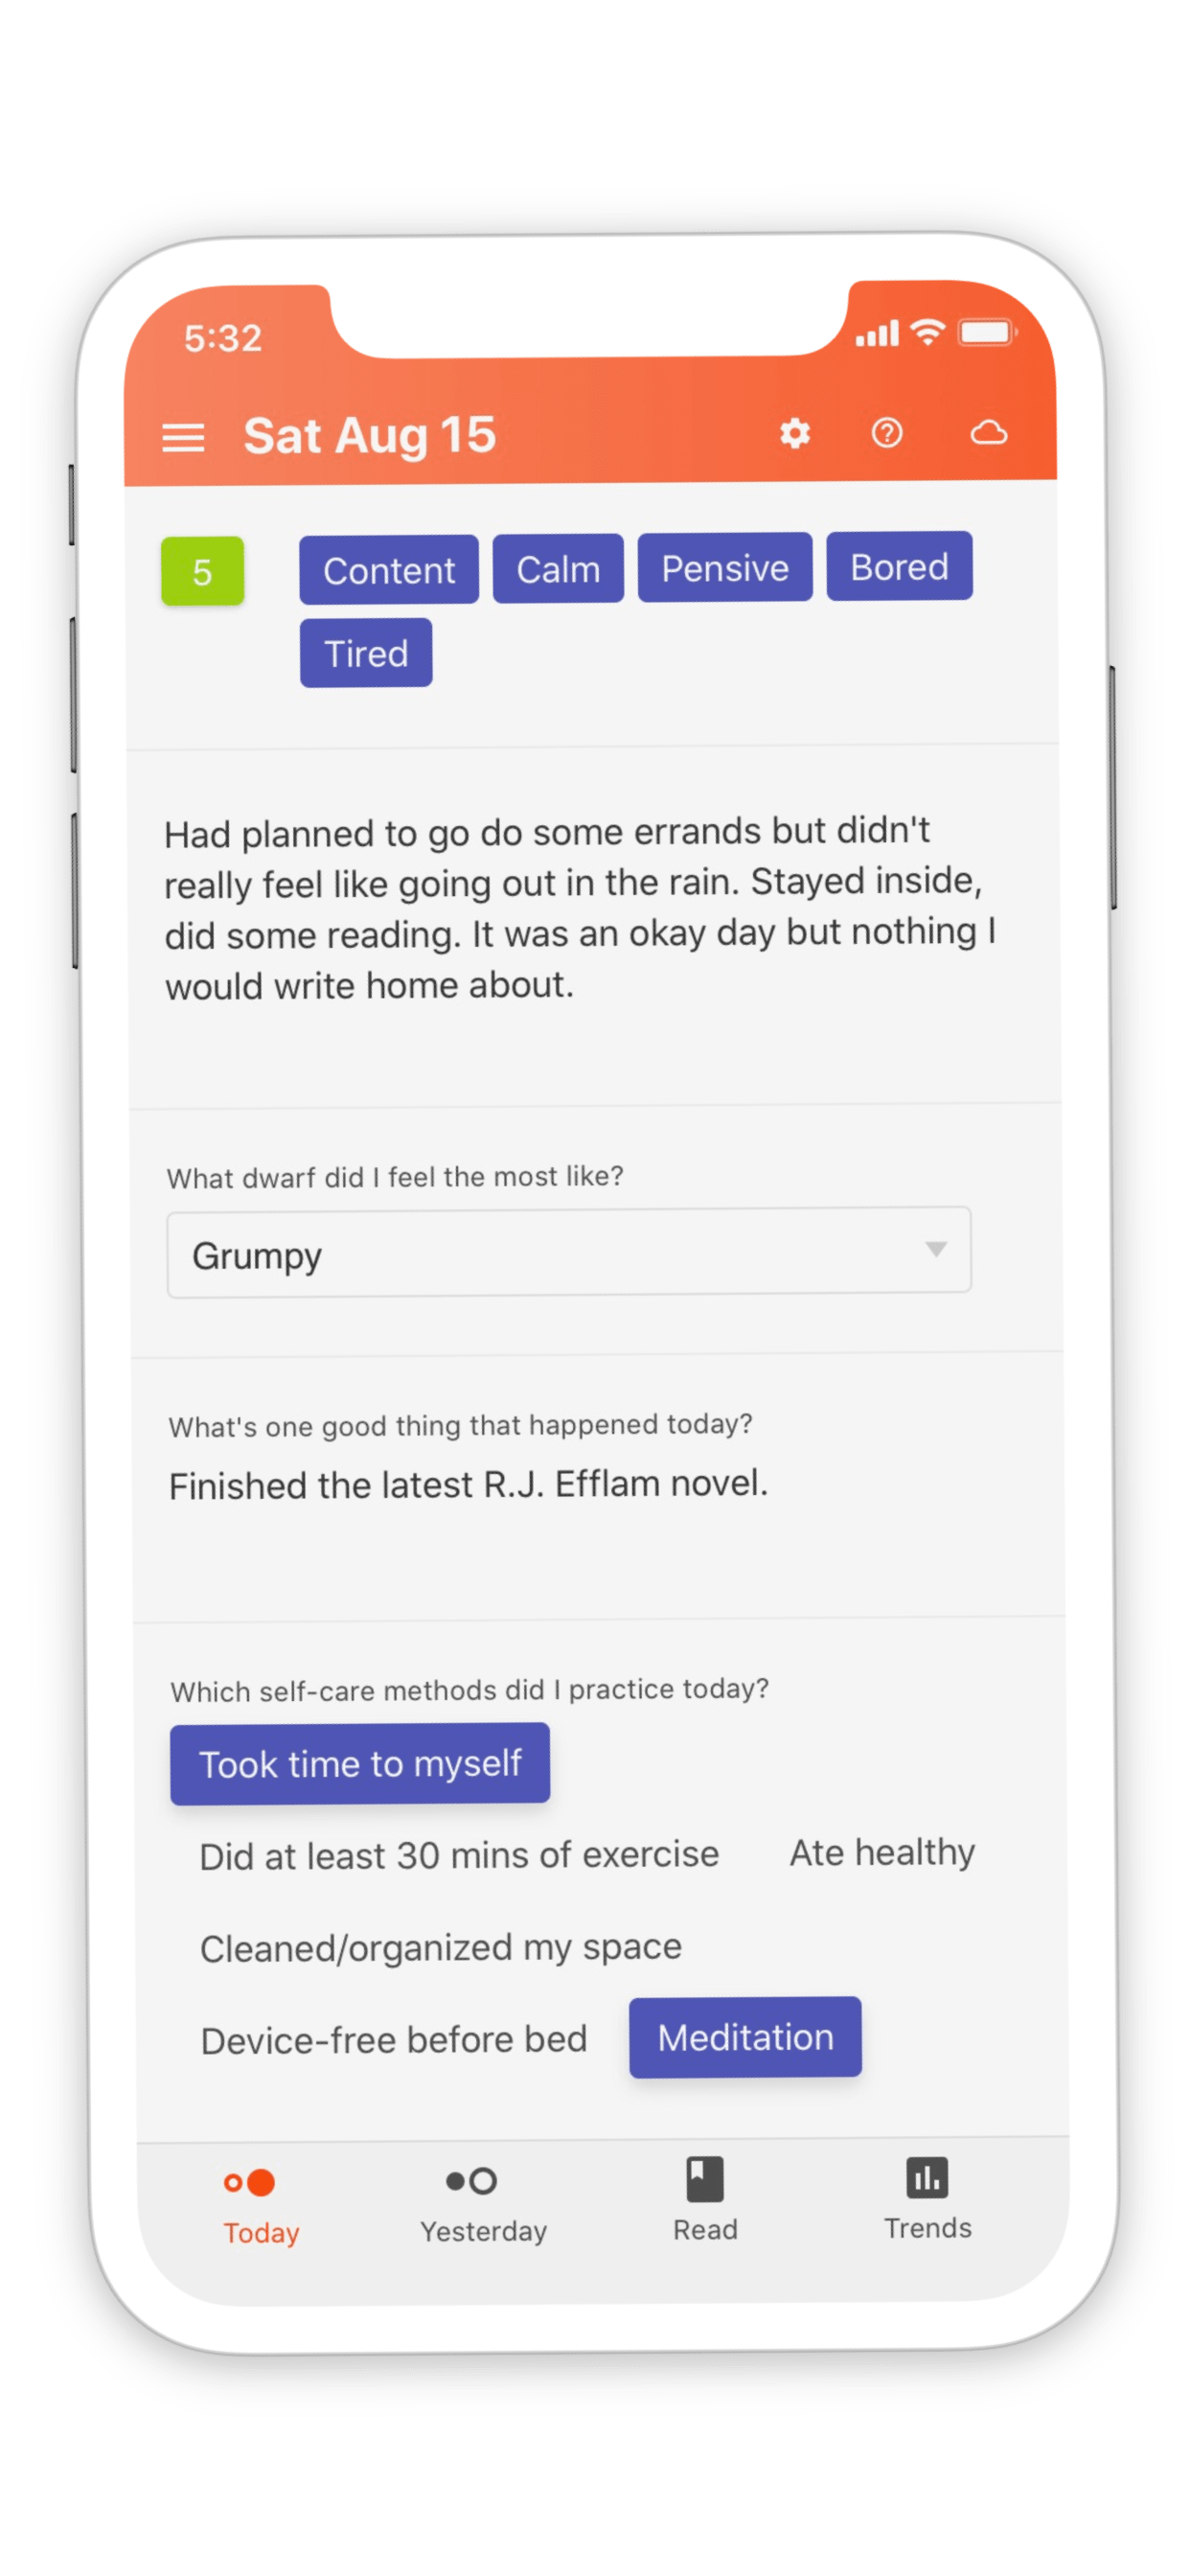 5:32
Sat Aug 15
5
Content Calm Pensive Bored
Tired
Had planned to go do some errands but didn't
really feel like going out in the rain. Stayed inside,
did some reading. It was an okay day but nothing I
would write home about.
What dwarf did I feel the most like?
Grumpy
What's one good thing that happened today?
Finished the latest R.J. Efflam novel.
Which self-care methods did I practice today?
Took time to myself
Did at least 30 mins of exercise Ate healthy
Cleaned/organized my space
Device-free before bed Meditation
Today Yesterday Read Trends